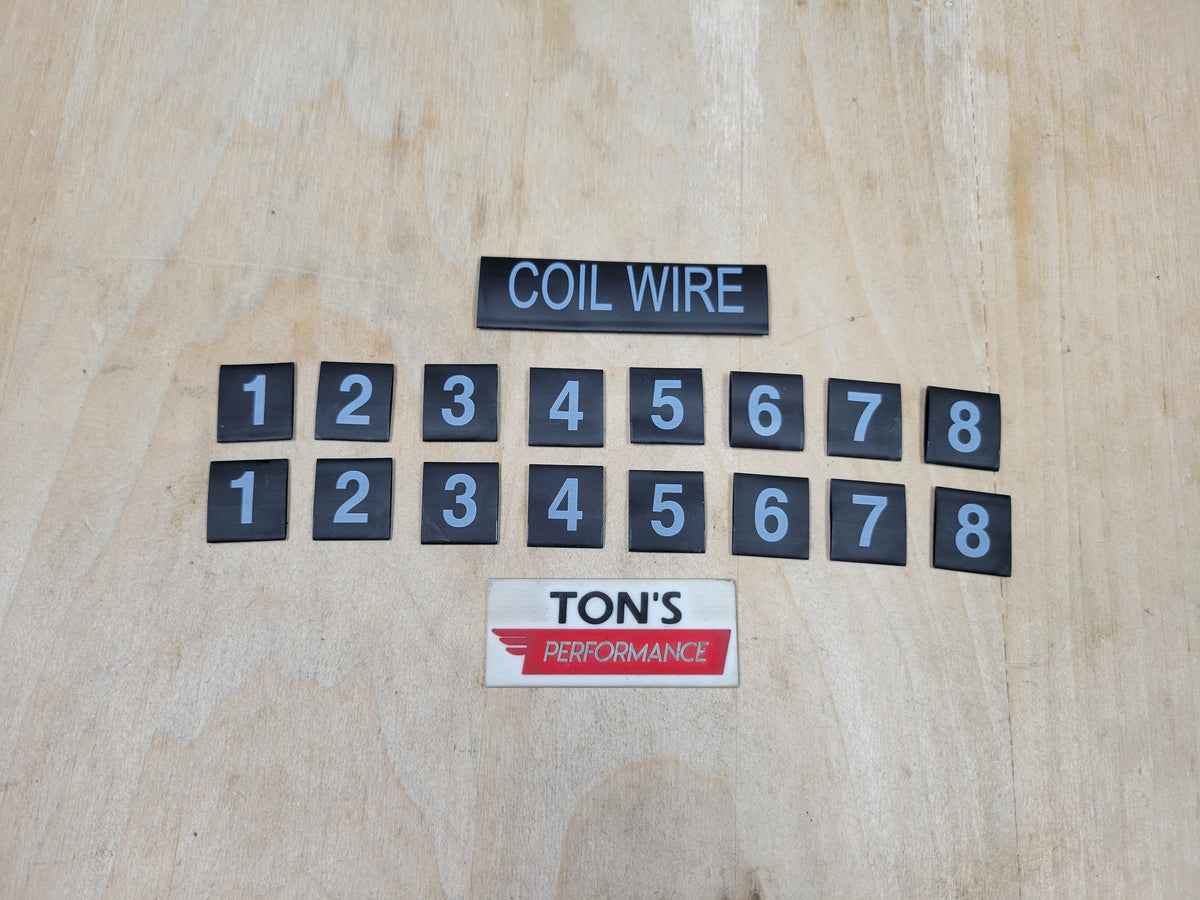 COIL WIRE
1 2 3 4 5 6 7 8
1 2 3 4 5 6 7 8
TON'S
PERFORMANCE